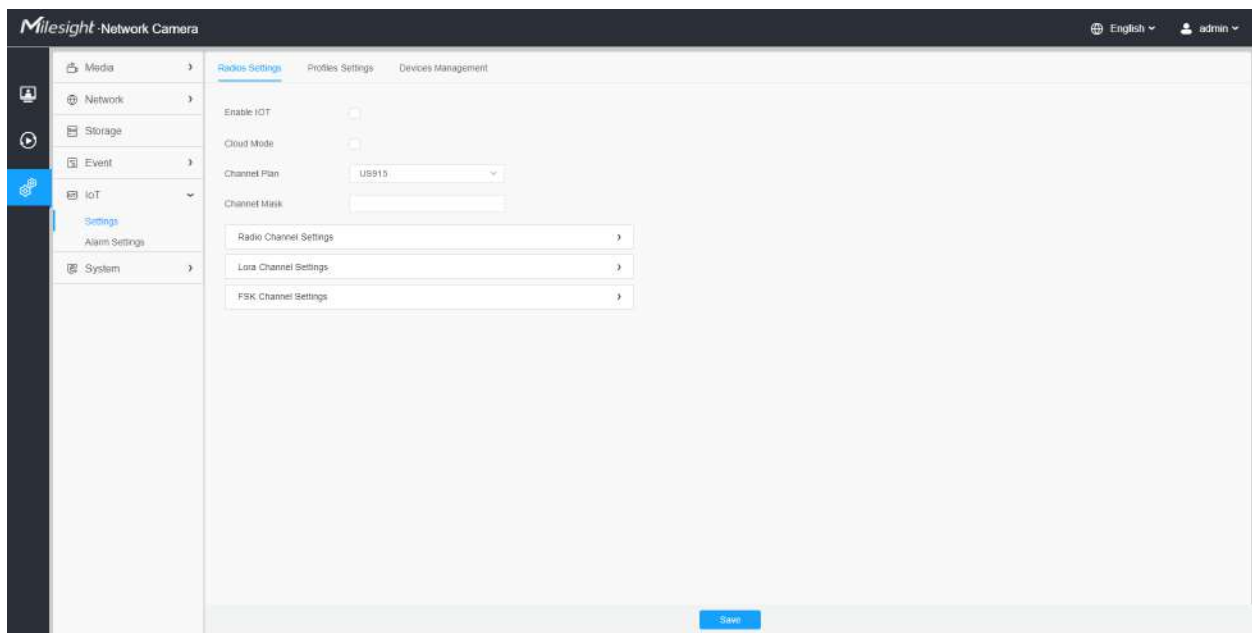 Milesight Network Camera
English
admin
Media
Network
Storage
Event
IoT
Settings
Alarm Settings
System
Radios Settings
Profiles Settings
Devices Management
Enable IOT
Cloud Mode
Channel Plan
US915
Channel Mask
Radio Channel Settings
Lora Channel Settings
FSK Channel Settings
Save